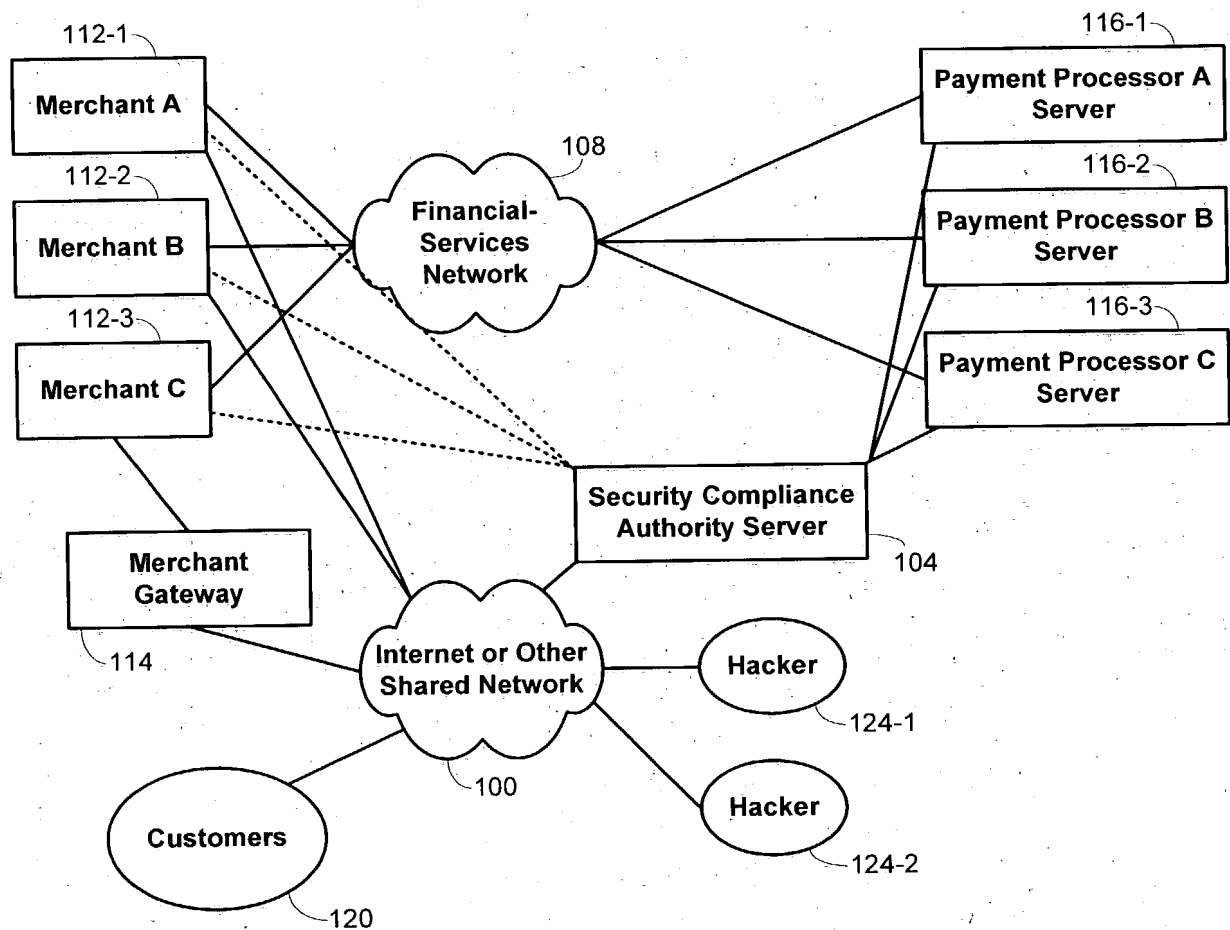 112-1
Merchant A
112-2
Merchant B
112-3
Merchant C
108
Financial-
Services
Network
116-1
Payment Processor A
Server
116-2
Payment Processor B
Server
116-3
Payment Processor C
Server
Security Compliance
Authority Server
104
Merchant
Gateway
114
Internet or Other
Shared Network
100
Hacker
124-1
Hacker
124-2
Customers
120